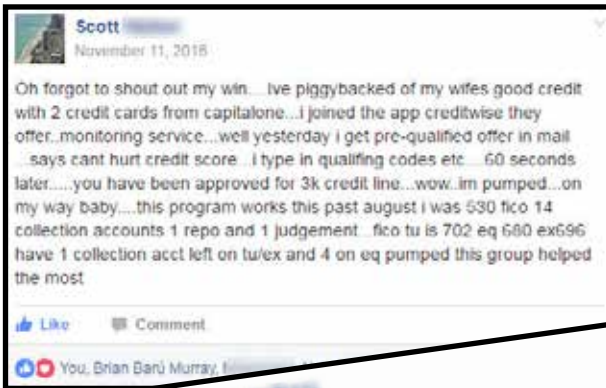 Scott
November 11, 2016
Oh forgot to shout out my win....Ive piggybacked of my wifes good credit
with 2 credit cards from capitalone...i joined the app creditwise they
offer..monitoring service...well yesterday i get pre-qualified offer in mail
...says cant hurt credit score...i type in qualifing codes etc....60 seconds
later.....you have been approved for 3k credit line...wow..im pumped...on
my way baby....this program works this past august i was 530 fico 14
collection accounts 1 repo and 1 judgement...fico tu is 702 eq 680 ex696
have 1 collection acct left on tu/ex and 4 on eq pumped this group helped
the most
Like Comment
You, Brian Barú Murray,